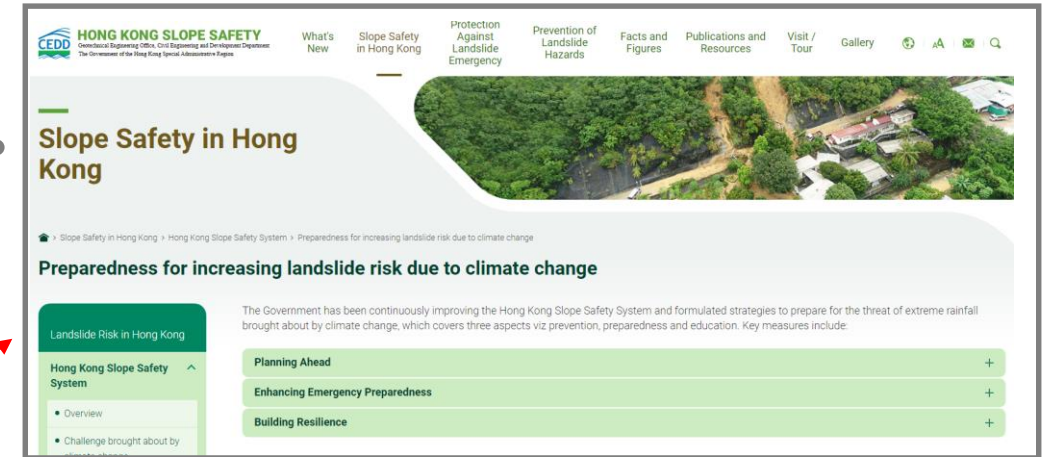 CEDD
HONG KONG SLOPE SAFETY
Geotechnical Engineering Office, Civil Engineering and Development Department
The Government of the Hong Kong Special Administrative Region
What's
New
Slope Safety
in Hong Kong
Protection
Against
Landslide
Emergency
Prevention of
Landslide
Hazards
Facts and
Figures
Publications and
Resources
Visit /
Tour
Gallery
AA
Slope Safety in Hong
Kong
> Slope Safety in Hong Kong > Hong Kong Slope Safety System > Preparedness for increasing landslide risk due to climate change
Preparedness for increasing landslide risk due to climate change
Landslide Risk in Hong Kong
Hong Kong Slope Safety
System
• Overview
• Challenge brought about by
climate change
The Government has been continuously improving the Hong Kong Slope Safety System and formulated strategies to prepare for the threat of extreme rainfall
brought about by climate change, which covers three aspects viz prevention, preparedness and education. Key measures include:
Planning Ahead +
Enhancing Emergency Preparedness +
Building Resilience +